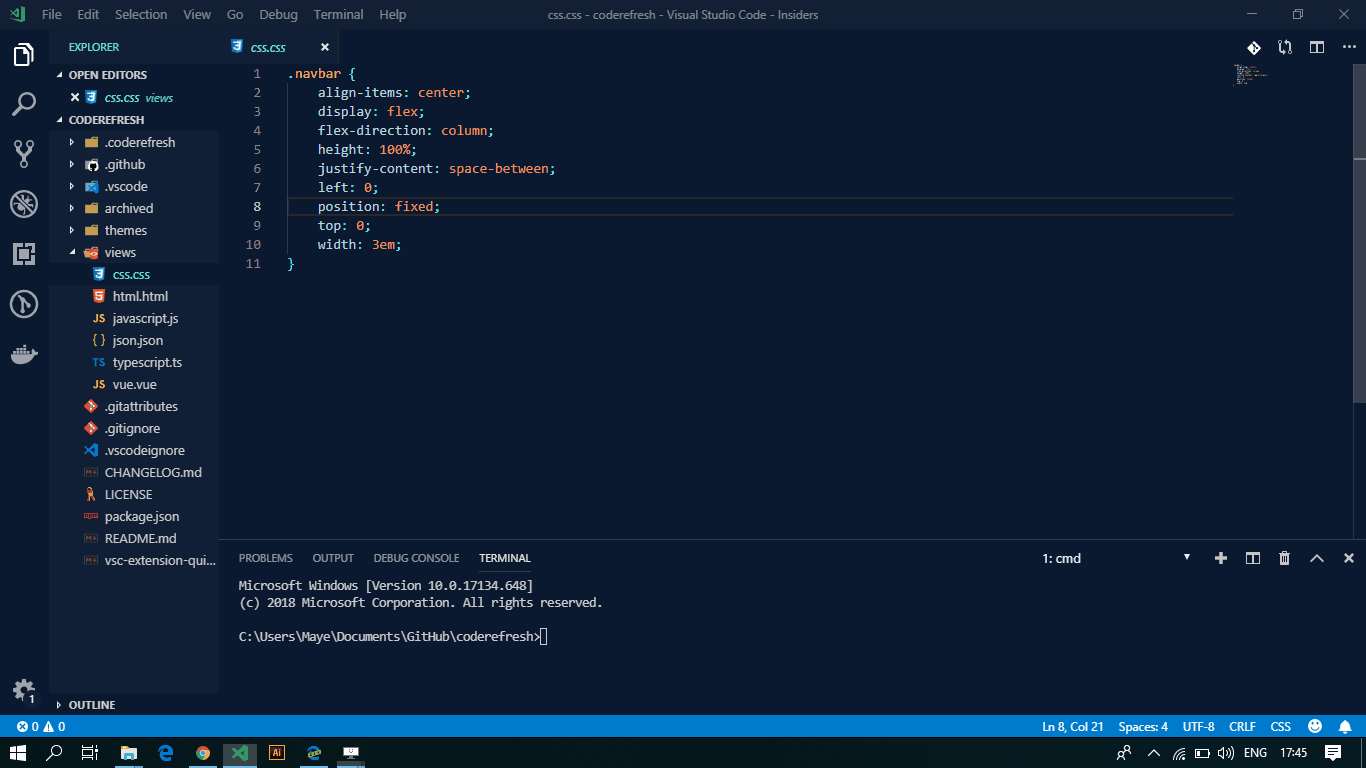 File Edit Selection View Go Debug Terminal Help
css.css - coderefresh - Visual Studio Code - Insiders
EXPLORER
OPEN EDITORS
css.css views
CODEREFRESH
.coderefresh
.github
.vscode
archived
themes
views
css.css
html.html
JS javascript.js
{ } json.json
TS typescript.ts
JS vue.vue
.gitattributes
.gitignore
.vscodeignore
CHANGELOG.md
LICENSE
package.json
README.md
vsc-extension-qui...
OUTLINE
css.css
1 .navbar {
2 align-items: center;
3 display: flex;
4 flex-direction: column;
5 height: 100%;
6 justify-content: space-between;
7 left: 0;
8 position: fixed;
9 top: 0;
10 width: 3em;
11 }
PROBLEMS OUTPUT DEBUG CONSOLE TERMINAL
1: cmd
Microsoft Windows [Version 10.0.17134.648]
(c) 2018 Microsoft Corporation. All rights reserved.
C:\Users\Maye\Documents\GitHub\coderefresh>
1
0 0
Ln 8, Col 21 Spaces: 4 UTF-8 CRLF CSS
Ai
ENG 17:45